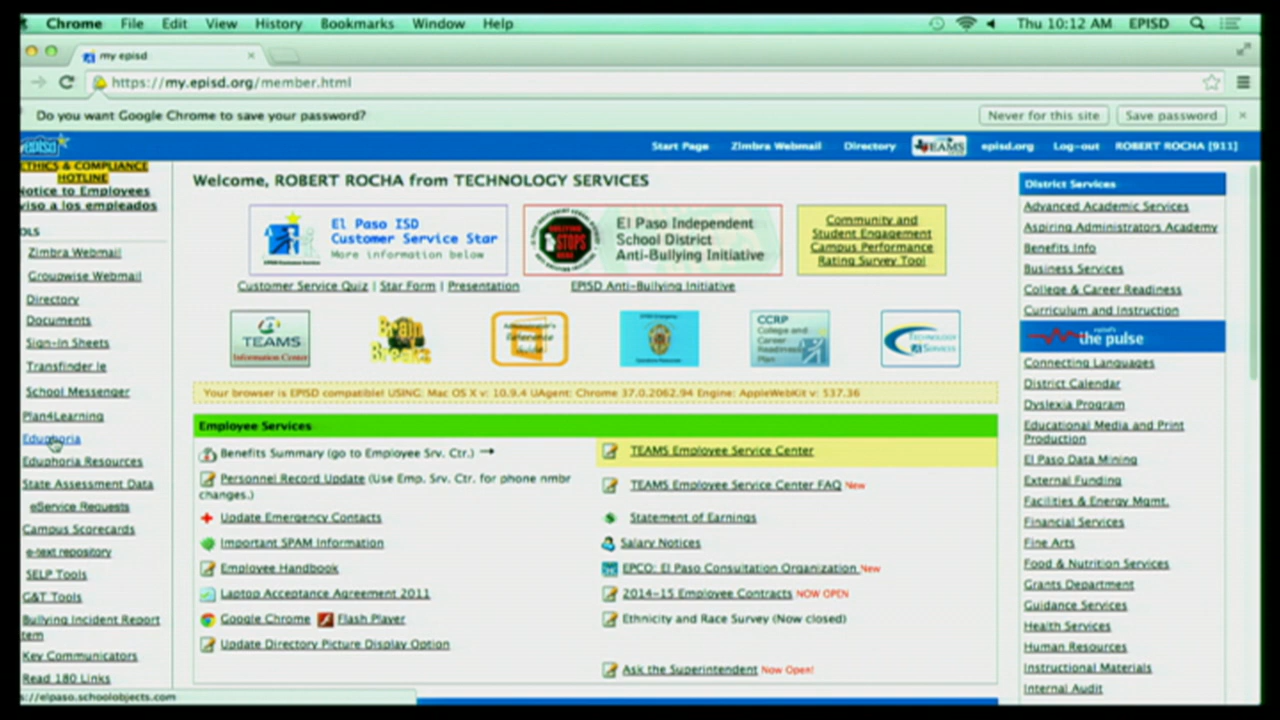 Chrome File Edit View History Bookmarks Window Help Thu 10:12 AM EPISD
my episd
https://my.episd.org/member.html
Do you want Google Chrome to save your password? Never for this site Save password
Start Page Zimbra Webmail Directory TEAMS episd.org Log-out ROBERT ROCHA [911]
ETHICS & COMPLIANCE
HOTLINE
Notice to Employees
viso a los empleados
OLS
Zimbra Webmail
Groupwise Webmail
Directory
Documents
Sign-In Sheets
Transfinder ie
School Messenger
Plan4Learning
Eduphoria
Eduphoria Resources
State Assessment Data
eService Requests
Campus Scorecards
e-text repository
SELP Tools
G&T Tools
Bullying Incident Report
tem
Key Communicators
Read 180 Links
s://elpaso.schoolobjects.com
Welcome, ROBERT ROCHA from TECHNOLOGY SERVICES
El Paso ISD
Customer Service Star
More information below
STOPS
El Paso Independent
School District
Anti-Bullying Initiative
Community and
Student Engagement
Campus Performance
Rating Survey Tool
Customer Service Quiz | Star Form | Presentation
EPISD Anti-Bullying Initiative
TEAMS
Information Center
Brain
Breakz
Administrator's
Reference
Guide
CCRP
College and
Career
Readiness
Plan
Technology
Services
Your browser is EPISD compatible! USING: Mac OS X v: 10.9.4 UAgent: Chrome 37.0.2062.94 Engine: AppleWebKit v: 537.36
Employee Services
Benefits Summary (go to Employee Srv. Ctr.) →
Personnel Record Update (Use Emp. Srv. Ctr. for phone nmbr
changes.)
Update Emergency Contacts
Important SPAM Information
Employee Handbook
Laptop Acceptance Agreement 2011
Google Chrome Flash Player
Update Directory Picture Display Option
TEAMS Employee Service Center
TEAMS Employee Service Center FAQ New
Statement of Earnings
Salary Notices
EPCO: El Paso Consultation Organization New
2014-15 Employee Contracts NOW OPEN
Ethnicity and Race Survey (Now closed)
Ask the Superintendent Now Open!
District Services
Advanced Academic Services
Aspiring Administrators Academy
Benefits Info
Business Services
College & Career Readiness
Curriculum and Instruction
the pulse
Connecting Languages
District Calendar
Dyslexia Program
Educational Media and Print
Production
El Paso Data Mining
External Funding
Facilities & Energy Mgmt.
Financial Services
Fine Arts
Food & Nutrition Services
Grants Department
Guidance Services
Health Services
Human Resources
Instructional Materials
Internal Audit